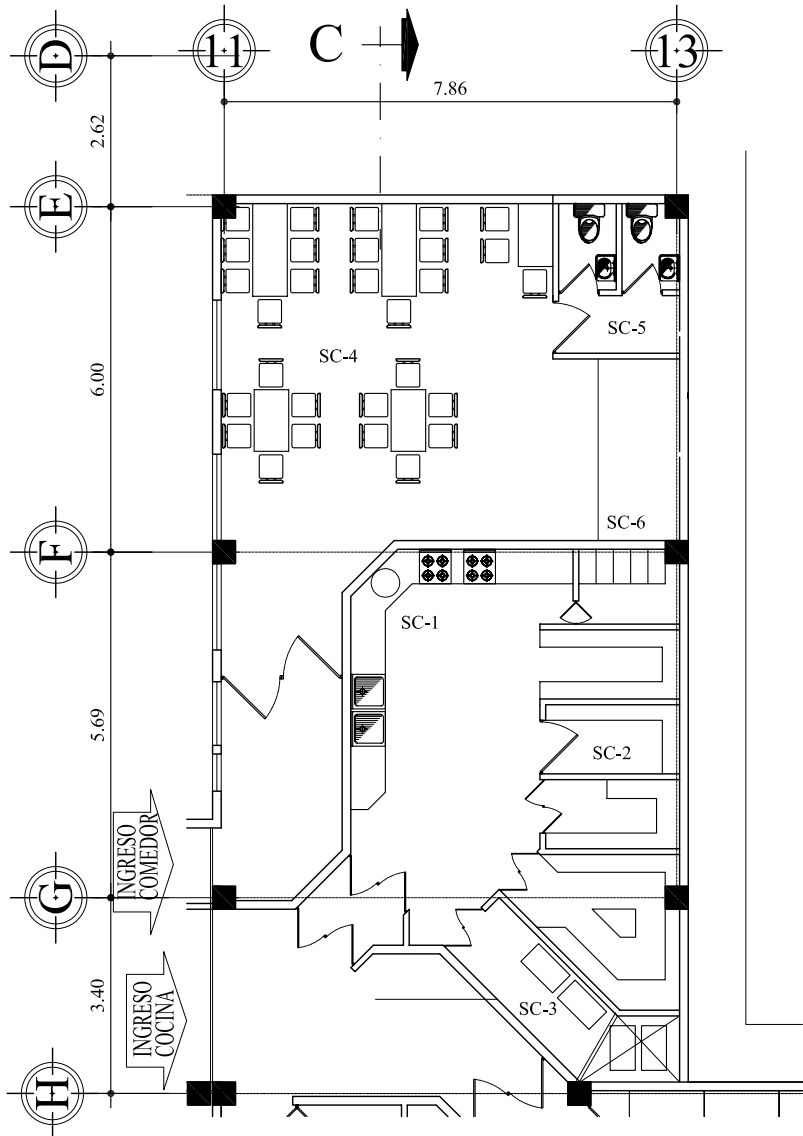 D
11
C
13
7.86
2.62
E
6.00
SC-4
SC-5
SC-6
F
SC-1
5.69
SC-2
INGRESO
COMEDOR
G
3.40
INGRESO
COCINA
SC-3
H